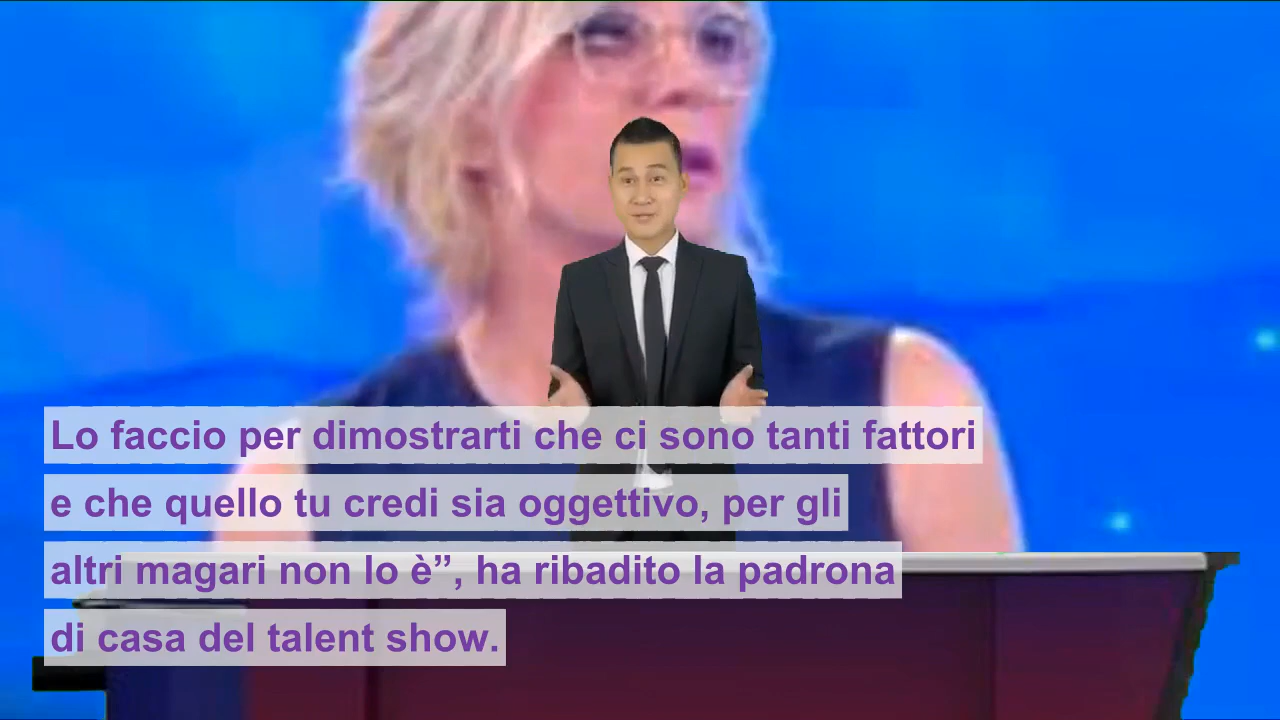 Lo faccio per dimostrarti che ci sono tanti fattori
e che quello tu credi sia oggettivo, per gli
altri magari non lo è”, ha ribadito la padrona
di casa del talent show.